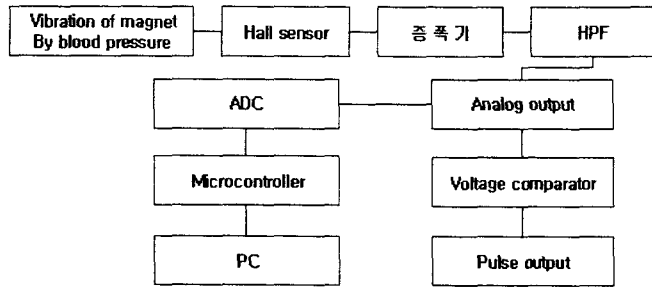 Vibration of magnet
By blood pressure
Hall sensor
증 폭 기
HPF
ADC
Analog output
Microcontroller
Voltage comparator
PC
Pulse output